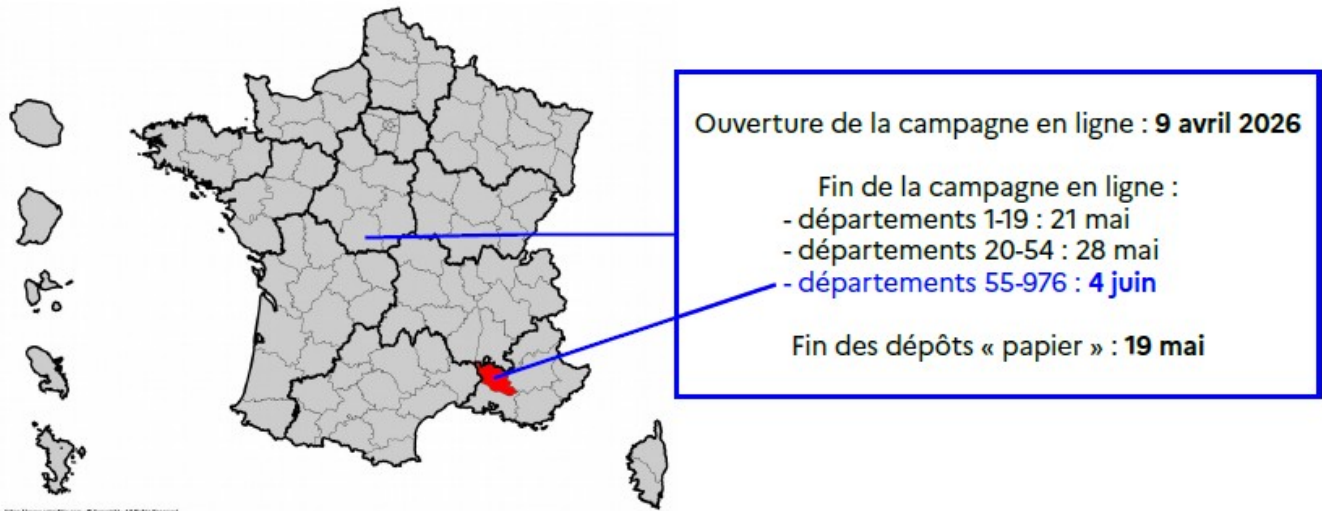 Ouverture de la campagne en ligne : 9 avril 2026
Fin de la campagne en ligne :
- départements 1-19 : 21 mai
- départements 20-54 : 28 mai
- départements 55-976 : 4 juin
Fin des dépôts « papier » : 19 mai